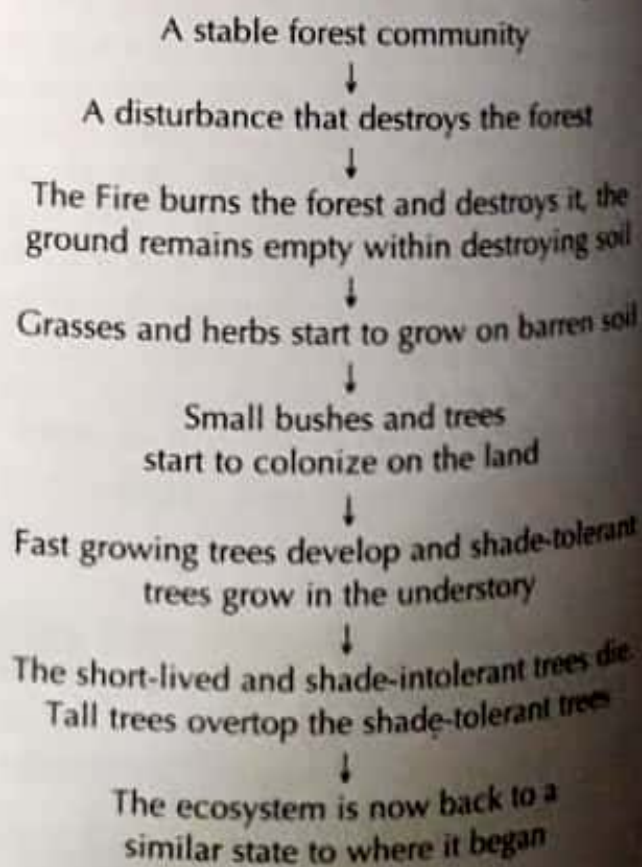 A stable forest community
↓
A disturbance that destroys the forest
↓
The Fire burns the forest and destroys it, the
ground remains empty within destroying soil
↓
Grasses and herbs start to grow on barren soil
↓
Small bushes and trees
start to colonize on the land
↓
Fast growing trees develop and shade-tolerant
trees grow in the understory
↓
The short-lived and shade-intolerant trees die.
Tall trees overtop the shade-tolerant trees
↓
The ecosystem is now back to a
similar state to where it began